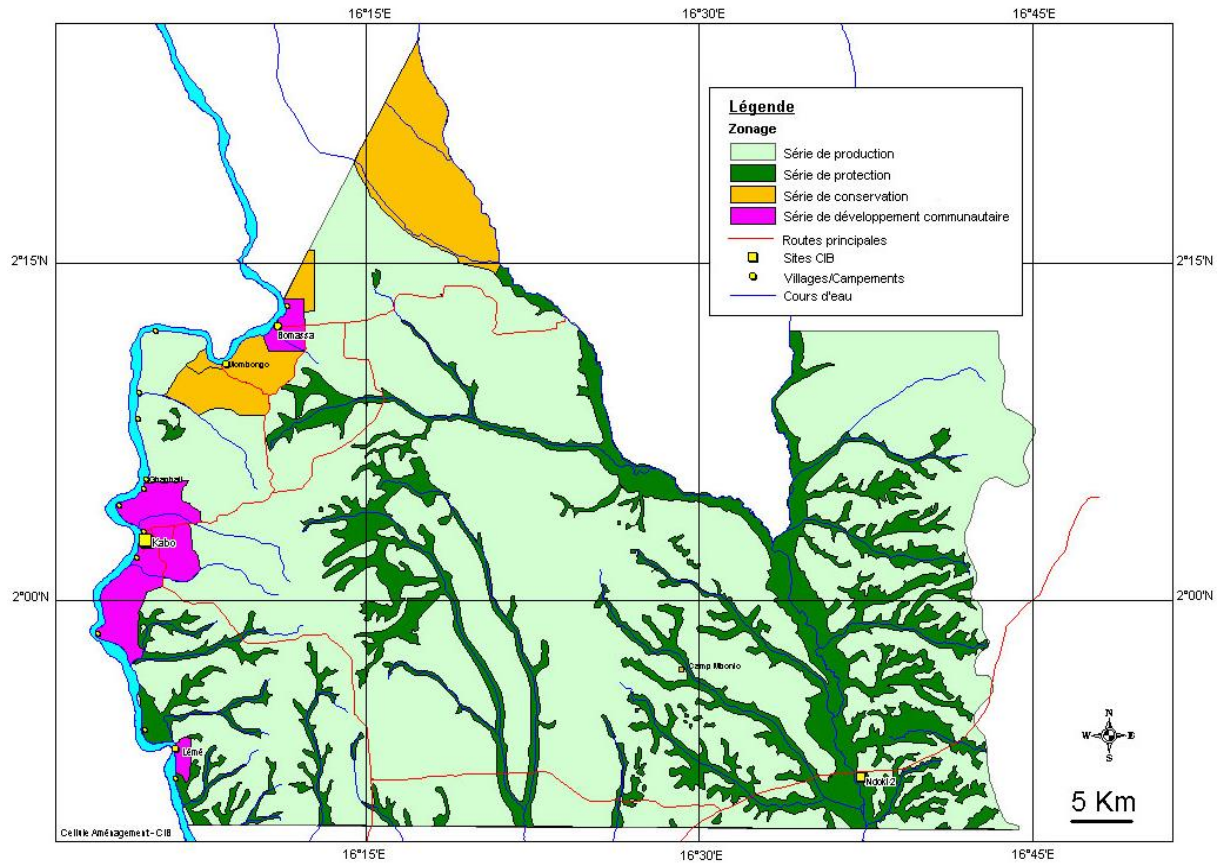 16°15'E 16°30'E 16°45'E
Légende
Zonage
Série de production
Série de protection
Série de conservation
Série de développement communautaire
Routes principales
Sites CIB
Villages/Campements
Cours d'eau
2°15'N 2°15'N
Bomassa
Mombongo
Kabo
2°00'N 2°00'N
Camp Mbonio
N
W E
S
Lémé
Ndoki 2
5 Km
Cellule Aménagement - CIB
16°15'E 16°30'E 16°45'E